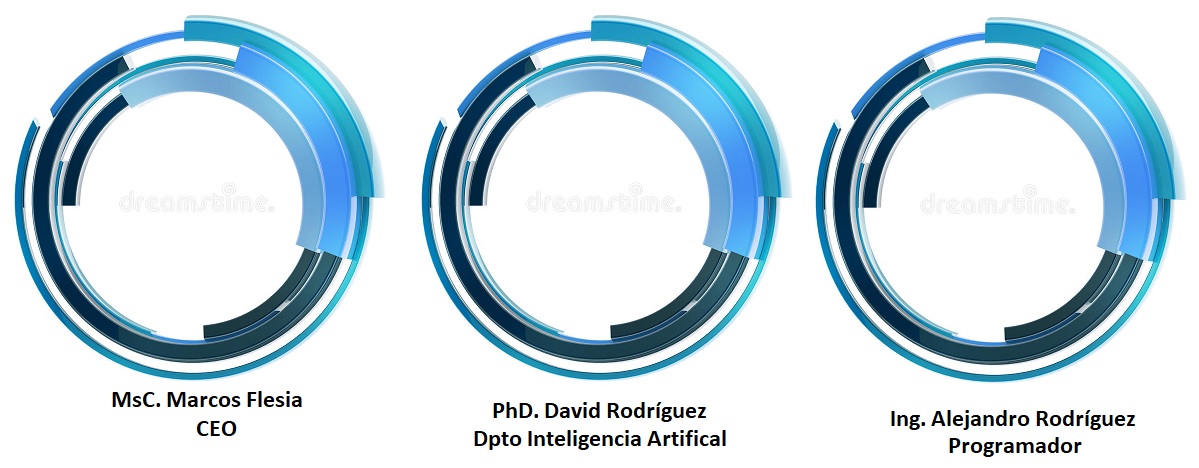 dreamstime.
dreamstime.
dreamstime.
MsC. Marcos Flesia
CEO
PhD. David Rodríguez
Dpto Inteligencia Artifical
Ing. Alejandro Rodríguez
Programador